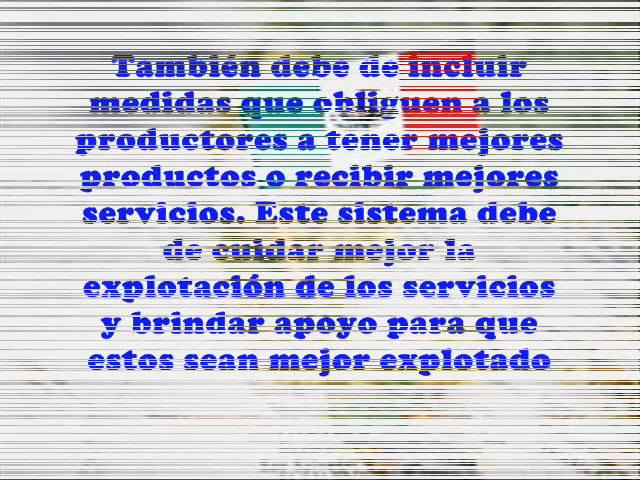 También debe de incluir
medidas que obliguen a los
productores a tener mejores
productos o recibir mejores
servicios. Este sistema debe
de cuidar mejor la
explotación de los servicios
y brindar apoyo para que
estos sean mejor explotado